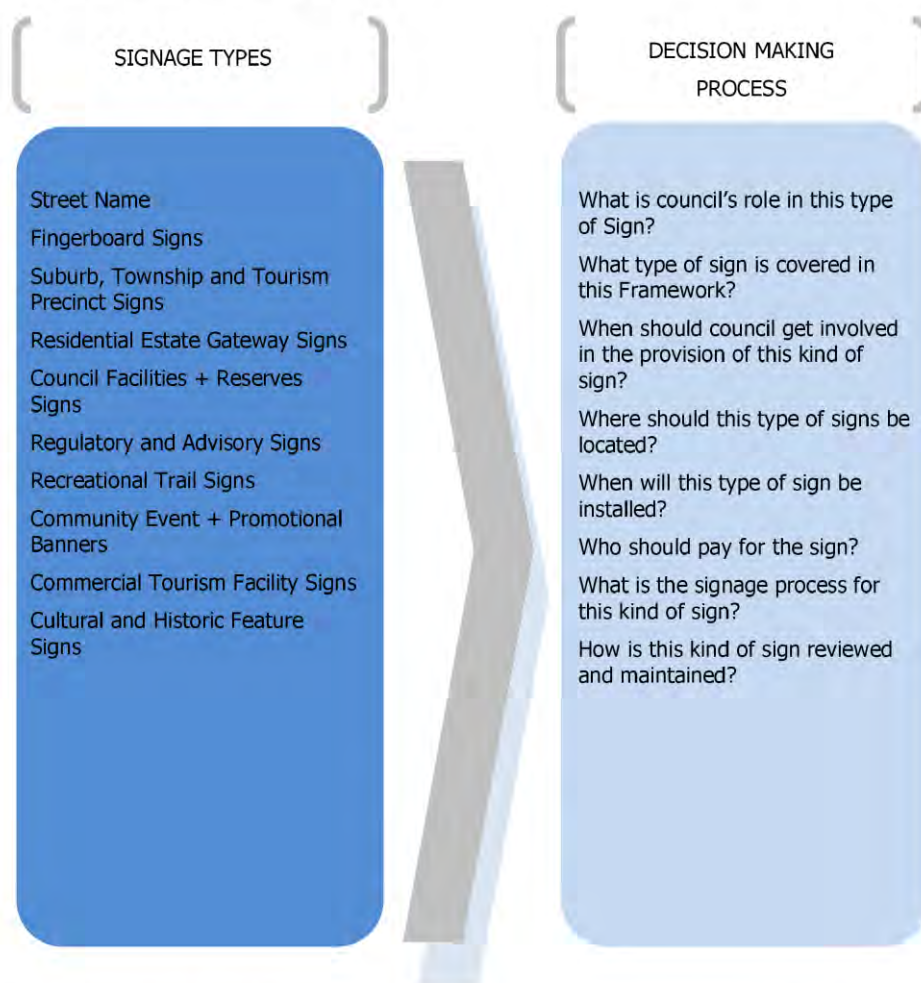 SIGNAGE TYPES
Street Name
Fingerboard Signs
Suburb, Township and Tourism
Precinct Signs
Residential Estate Gateway Signs
Council Facilities + Reserves
Signs
Regulatory and Advisory Signs
Recreational Trail Signs
Community Event + Promotional
Banners
Commercial Tourism Facility Signs
Cultural and Historic Feature
Signs
DECISION MAKING
PROCESS
What is council's role in this type
of Sign?
What type of sign is covered in
this Framework?
When should council get involved
in the provision of this kind of
sign?
Where should this type of signs be
located?
When will this type of sign be
installed?
Who should pay for the sign?
What is the signage process for
this kind of sign?
How is this kind of sign reviewed
and maintained?